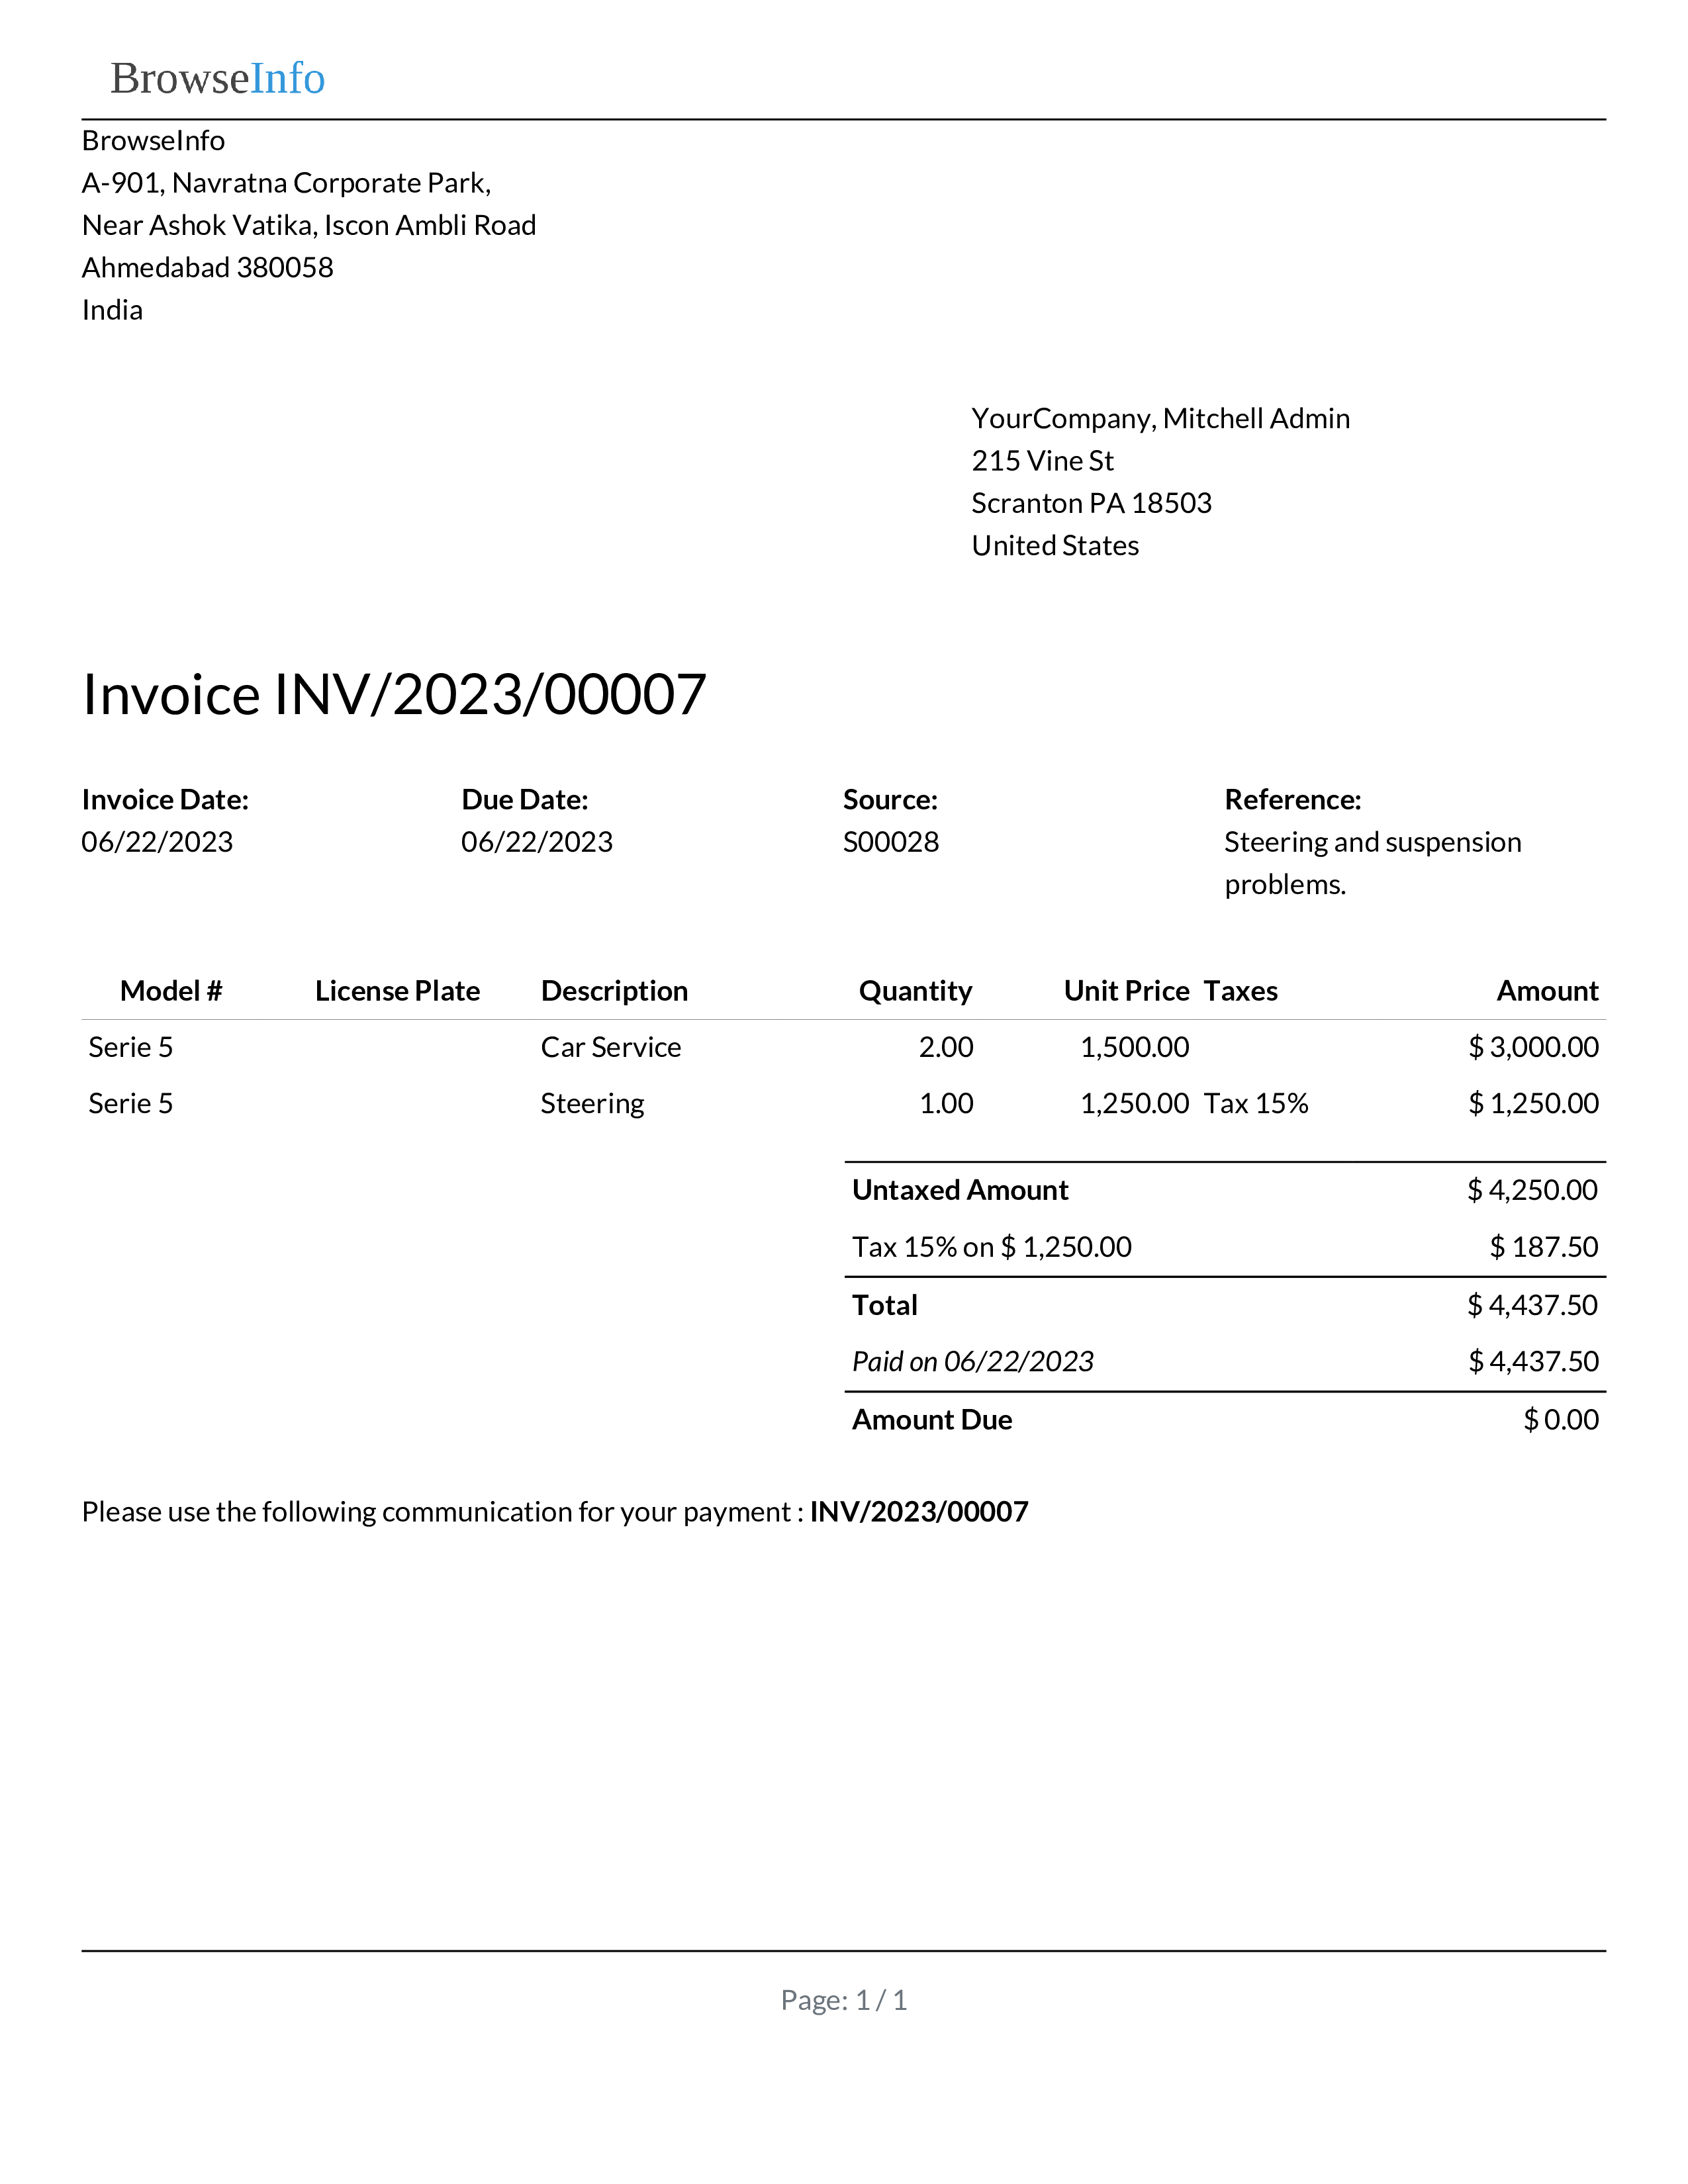 BrowseInfo
BrowseInfo
A-901, Navratna Corporate Park,
Near Ashok Vatika, Iscon Ambli Road
Ahmedabad 380058
India
YourCompany, Mitchell Admin
215 Vine St
Scranton PA 18503
United States
Invoice INV/2023/00007
Invoice Date: Due Date: Source: Reference:
06/22/2023 06/22/2023 S00028 Steering and suspension
problems.
Model # License Plate Description Quantity Unit Price Taxes Amount
Serie 5 Car Service 2.00 1,500.00 $ 3,000.00
Serie 5 Steering 1.00 1,250.00 Tax 15% $ 1,250.00
Untaxed Amount $ 4,250.00
Tax 15% on $ 1,250.00 $ 187.50
Total $ 4,437.50
Paid on 06/22/2023 $ 4,437.50
Amount Due $ 0.00
Please use the following communication for your payment : INV/2023/00007
Page: 1 / 1